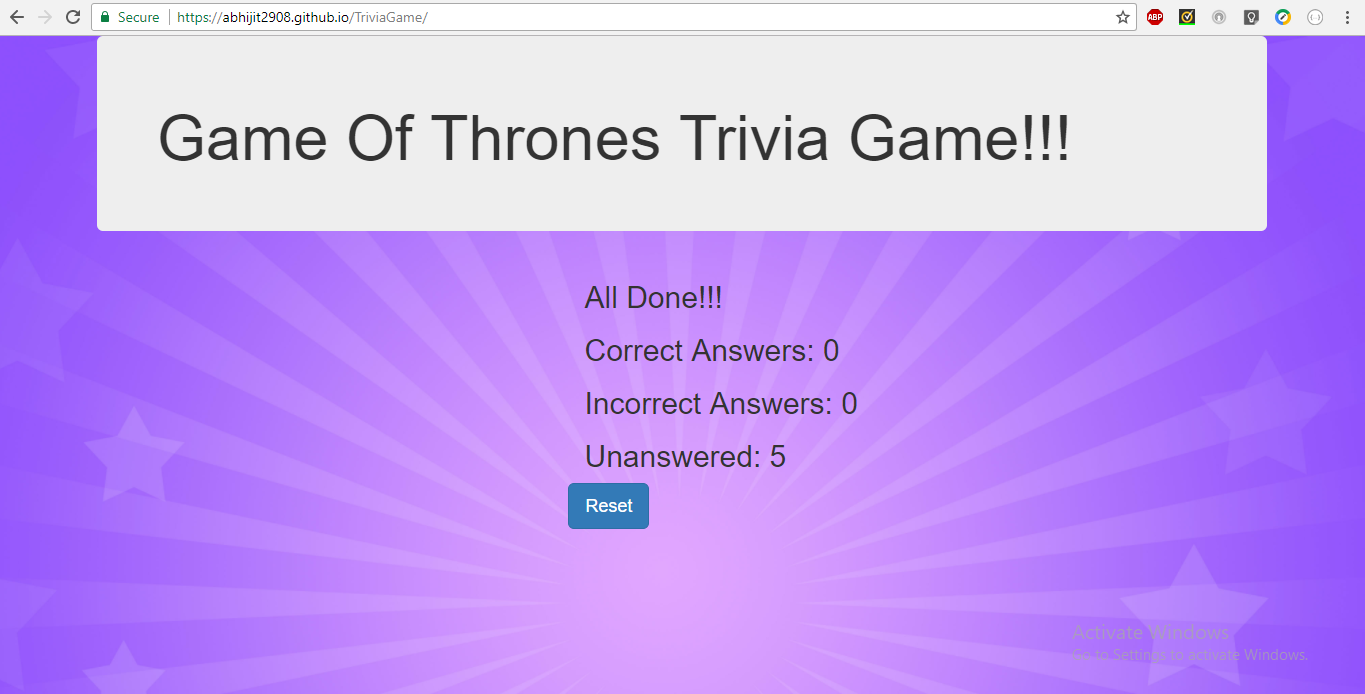 Secure
https://abhijit2908.github.io/TriviaGame/
ABP
Game Of Thrones Trivia Game!!!
All Done!!!
Correct Answers: 0
Incorrect Answers: 0
Unanswered: 5
Reset
Activate Windows
Go to Settings to activate Windows.